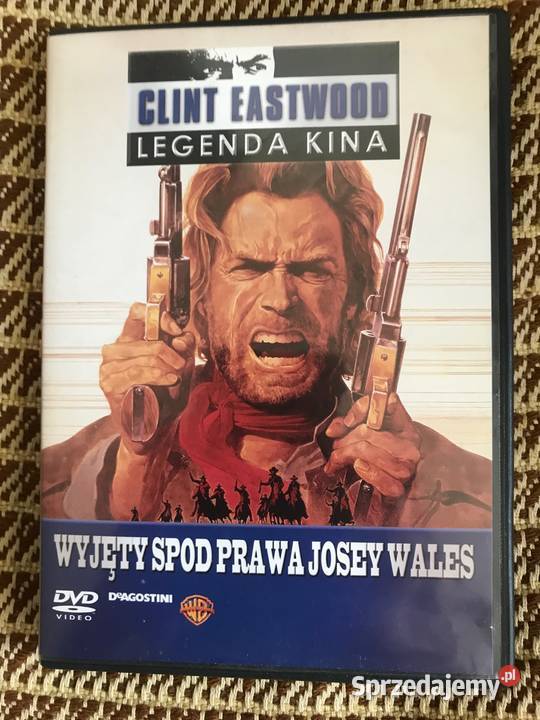 CLINT EASTWOOD
LEGENDA KINA
WYJĘTY SPOD PRAWA JOSEY WALES
DVD
VIDEO
DEAGOSTINI
WB
Sprzedajemy.pl